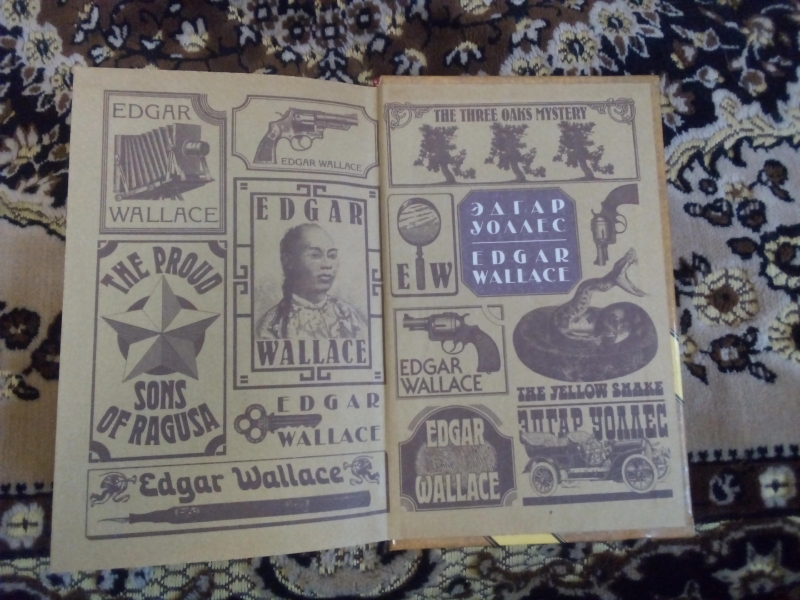 EDGAR
WALLACE
EDGAR WALLACE
EDGAR
WALLACE
THE PROUD
SONS
OF RAGUSA
EDGAR
WALLACE
Edgar Wallace
THE THREE OAKS MYSTERY
E W
ЭДГАР
УОЛЛЕС
EDGAR
WALLACE
EDGAR
WALLACE
THE YELLOW SNAKE
EDGAR
WALLACE
ЭДГАР УОЛЛЕС